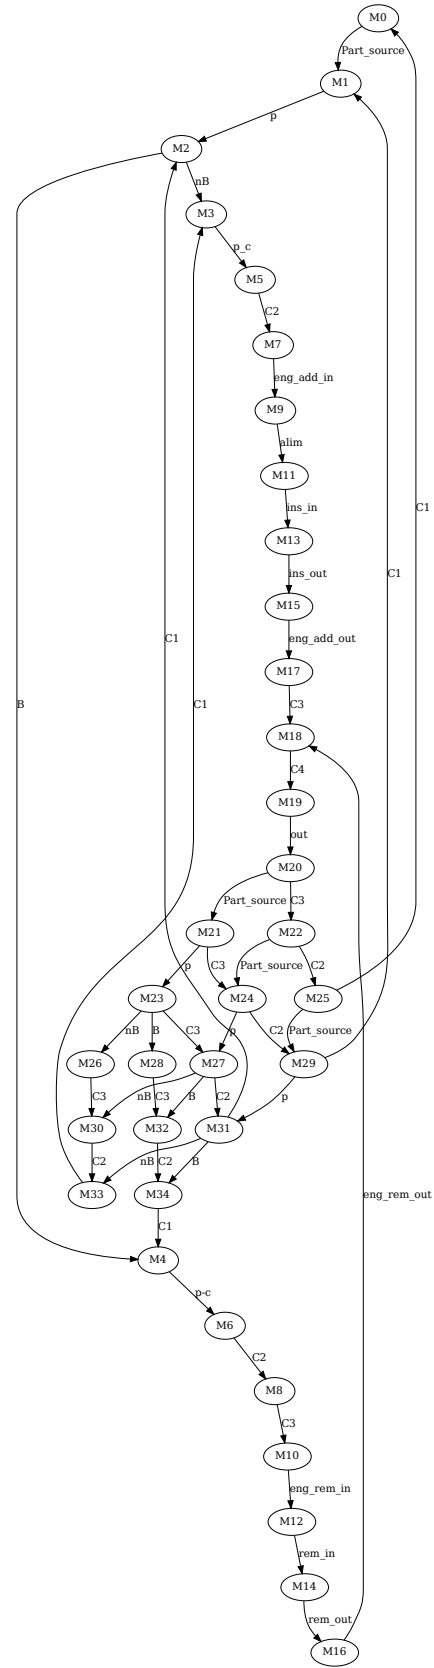 M0
Part_source
M1
p
M2
nB
M3
p_c
M5
C2
M7
eng_add_in
M9
alim
M11
ins_in
C1
M13
ins_out
C1
M15
C1
eng_add_out
M17
B
C1
C3
M18
C4
M19
out
M20
Part_source
C3
M21
M22
p
C3
Part_source
C2
M23
M24
M25
nB
B
C3
p
C2
Part_source
M26
M28
M27
M29
C3
C3
nB
B
C2
p
M30
M32
M31
C2
C2
nB
B
M33
M34
eng_rem_out
C1
M4
p-c
M6
C2
M8
C3
M10
eng_rem_in
M12
rem_in
M14
rem_out
M16